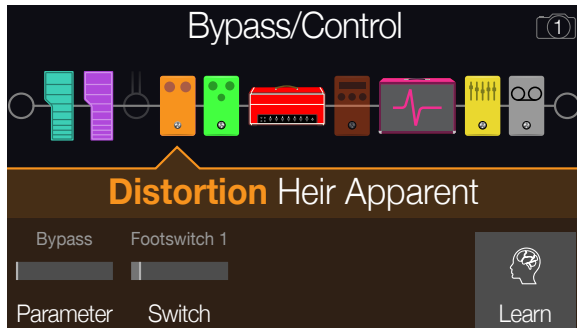 Bypass/Control
1
Distortion Heir Apparent
Bypass Footswitch 1
Parameter Switch Learn